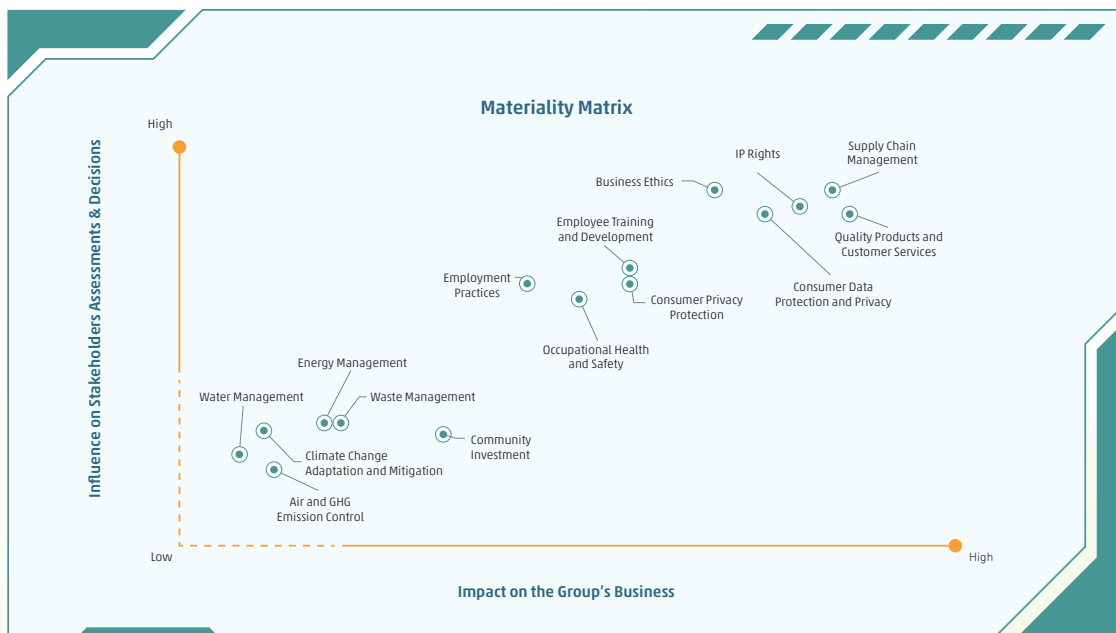 Materiality Matrix
High
Influence on Stakeholders Assessments & Decisions
IP Rights
Supply Chain
Management
Business Ethics
Employee Training
and Development
Quality Products and
Customer Services
Employment
Practices
Consumer Privacy
Protection
Consumer Data
Protection and Privacy
Occupational Health
and Safety
Energy Management
Water Management
Waste Management
Climate Change
Adaptation and Mitigation
Community
Investment
Air and GHG
Emission Control
Low
High
Impact on the Group's Business